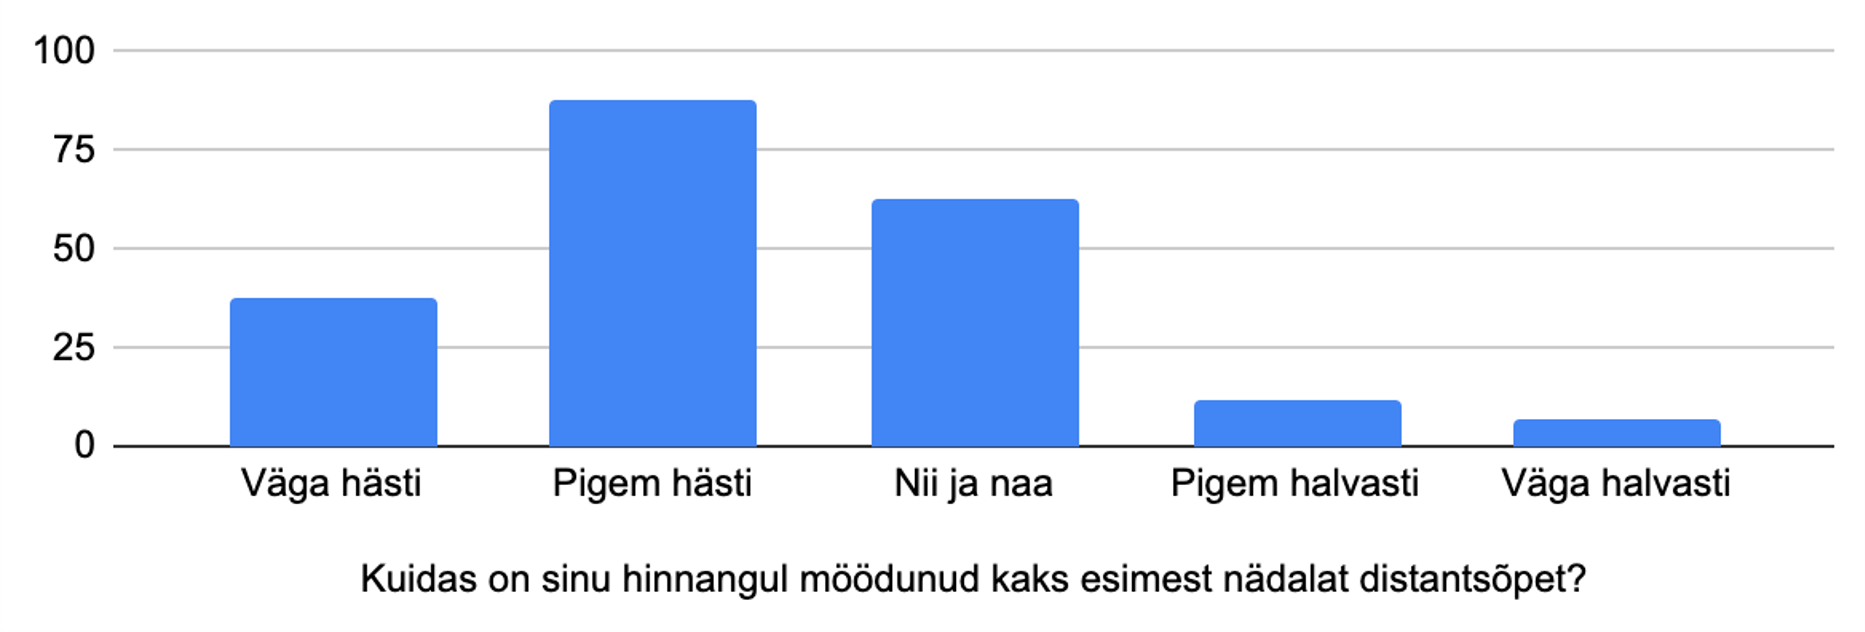 100
75
50
25
0
Väga hästi Pigem hästi Nii ja naa Pigem halvasti Väga halvasti
Kuidas on sinu hinnangul möödunud kaks esimest nädalat distantsõpet?